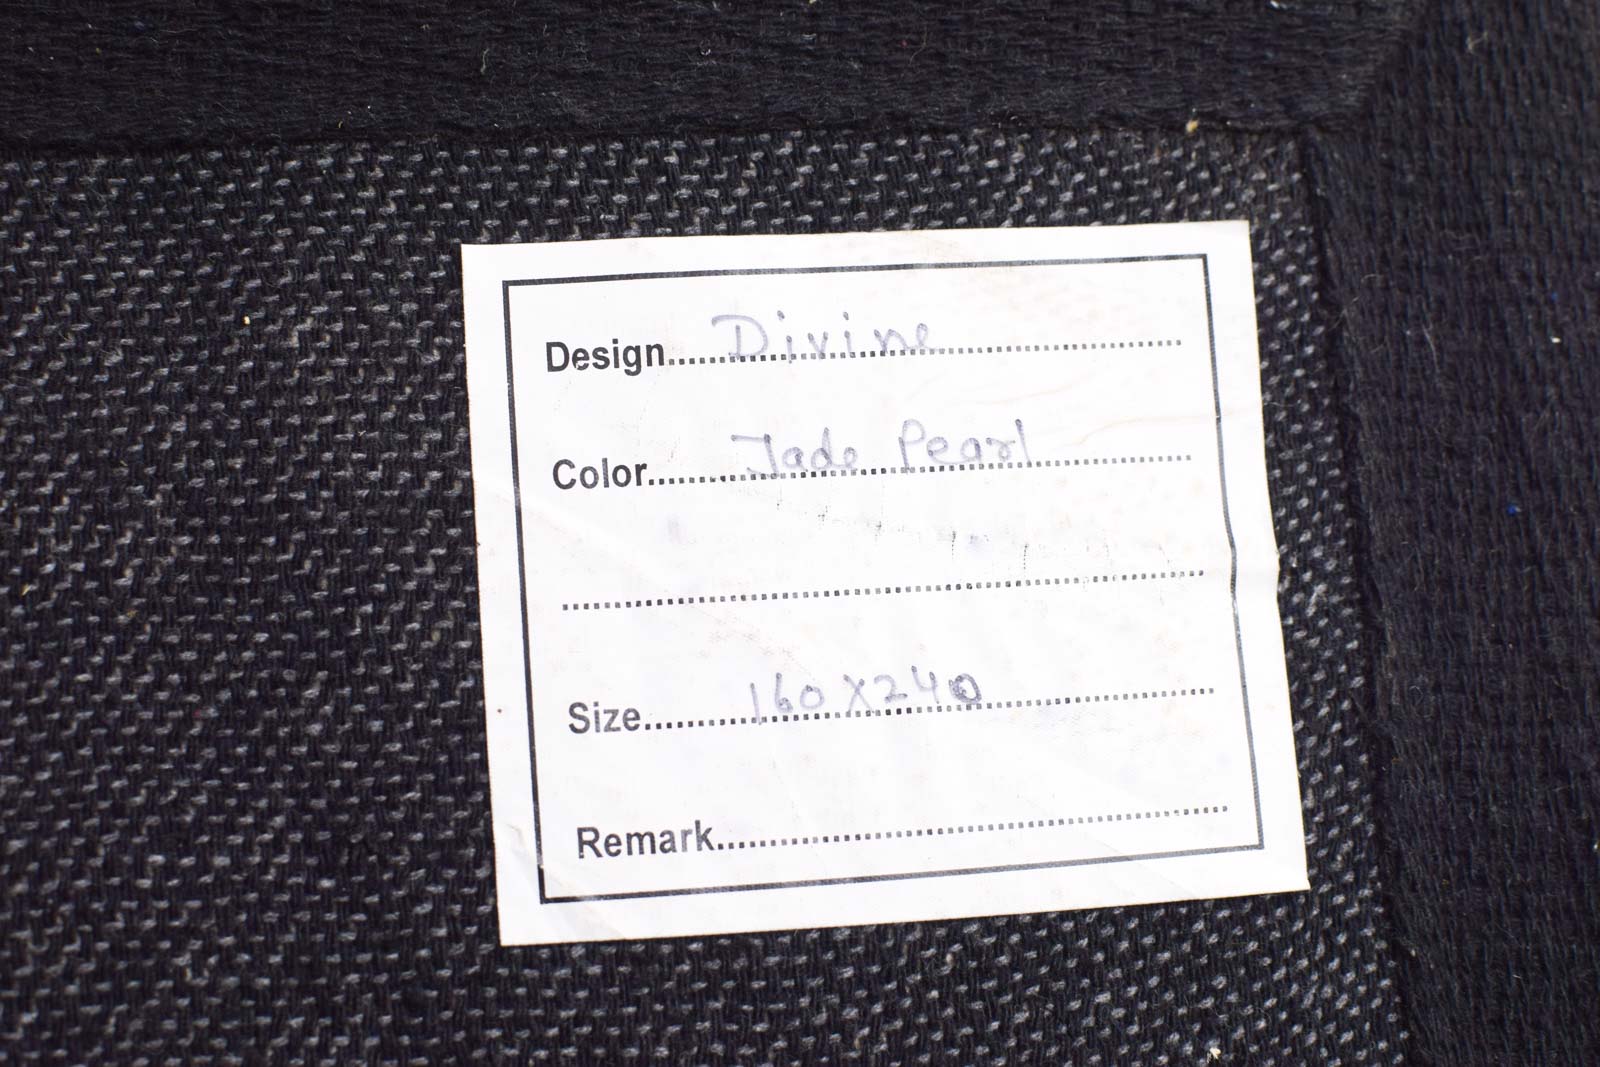 Design.......Divine
Color.......Jade Pearl
Size.......160X240
Remark.......